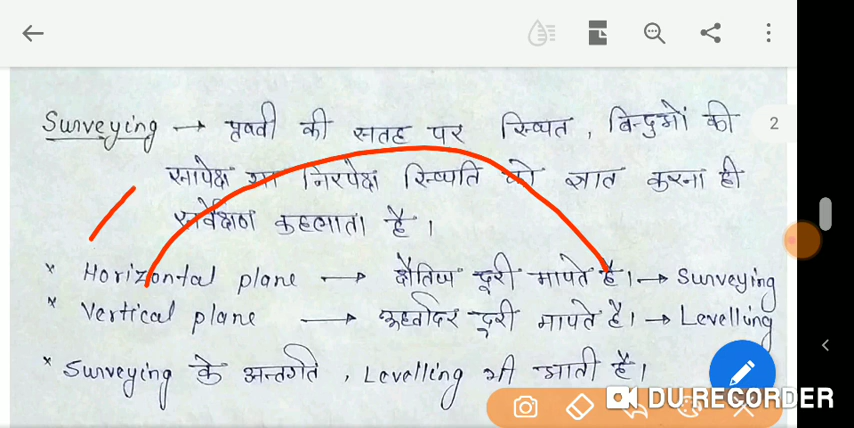 2
Surveying → पृथ्वी की सतह पर स्थित, बिन्दुओं की
सापेक्ष या निरपेक्ष स्थिति को ज्ञात करना ही
सर्वेक्षण कहलाता है।
* Horizontal plane → क्षैतिज दूरी मापते है। → Surveying
* Vertical plane → ऊर्ध्वाधर दूरी मापते है। → Levelling
* Surveying के अन्तर्गत, Levelling भी आती है।
DU RECORDER